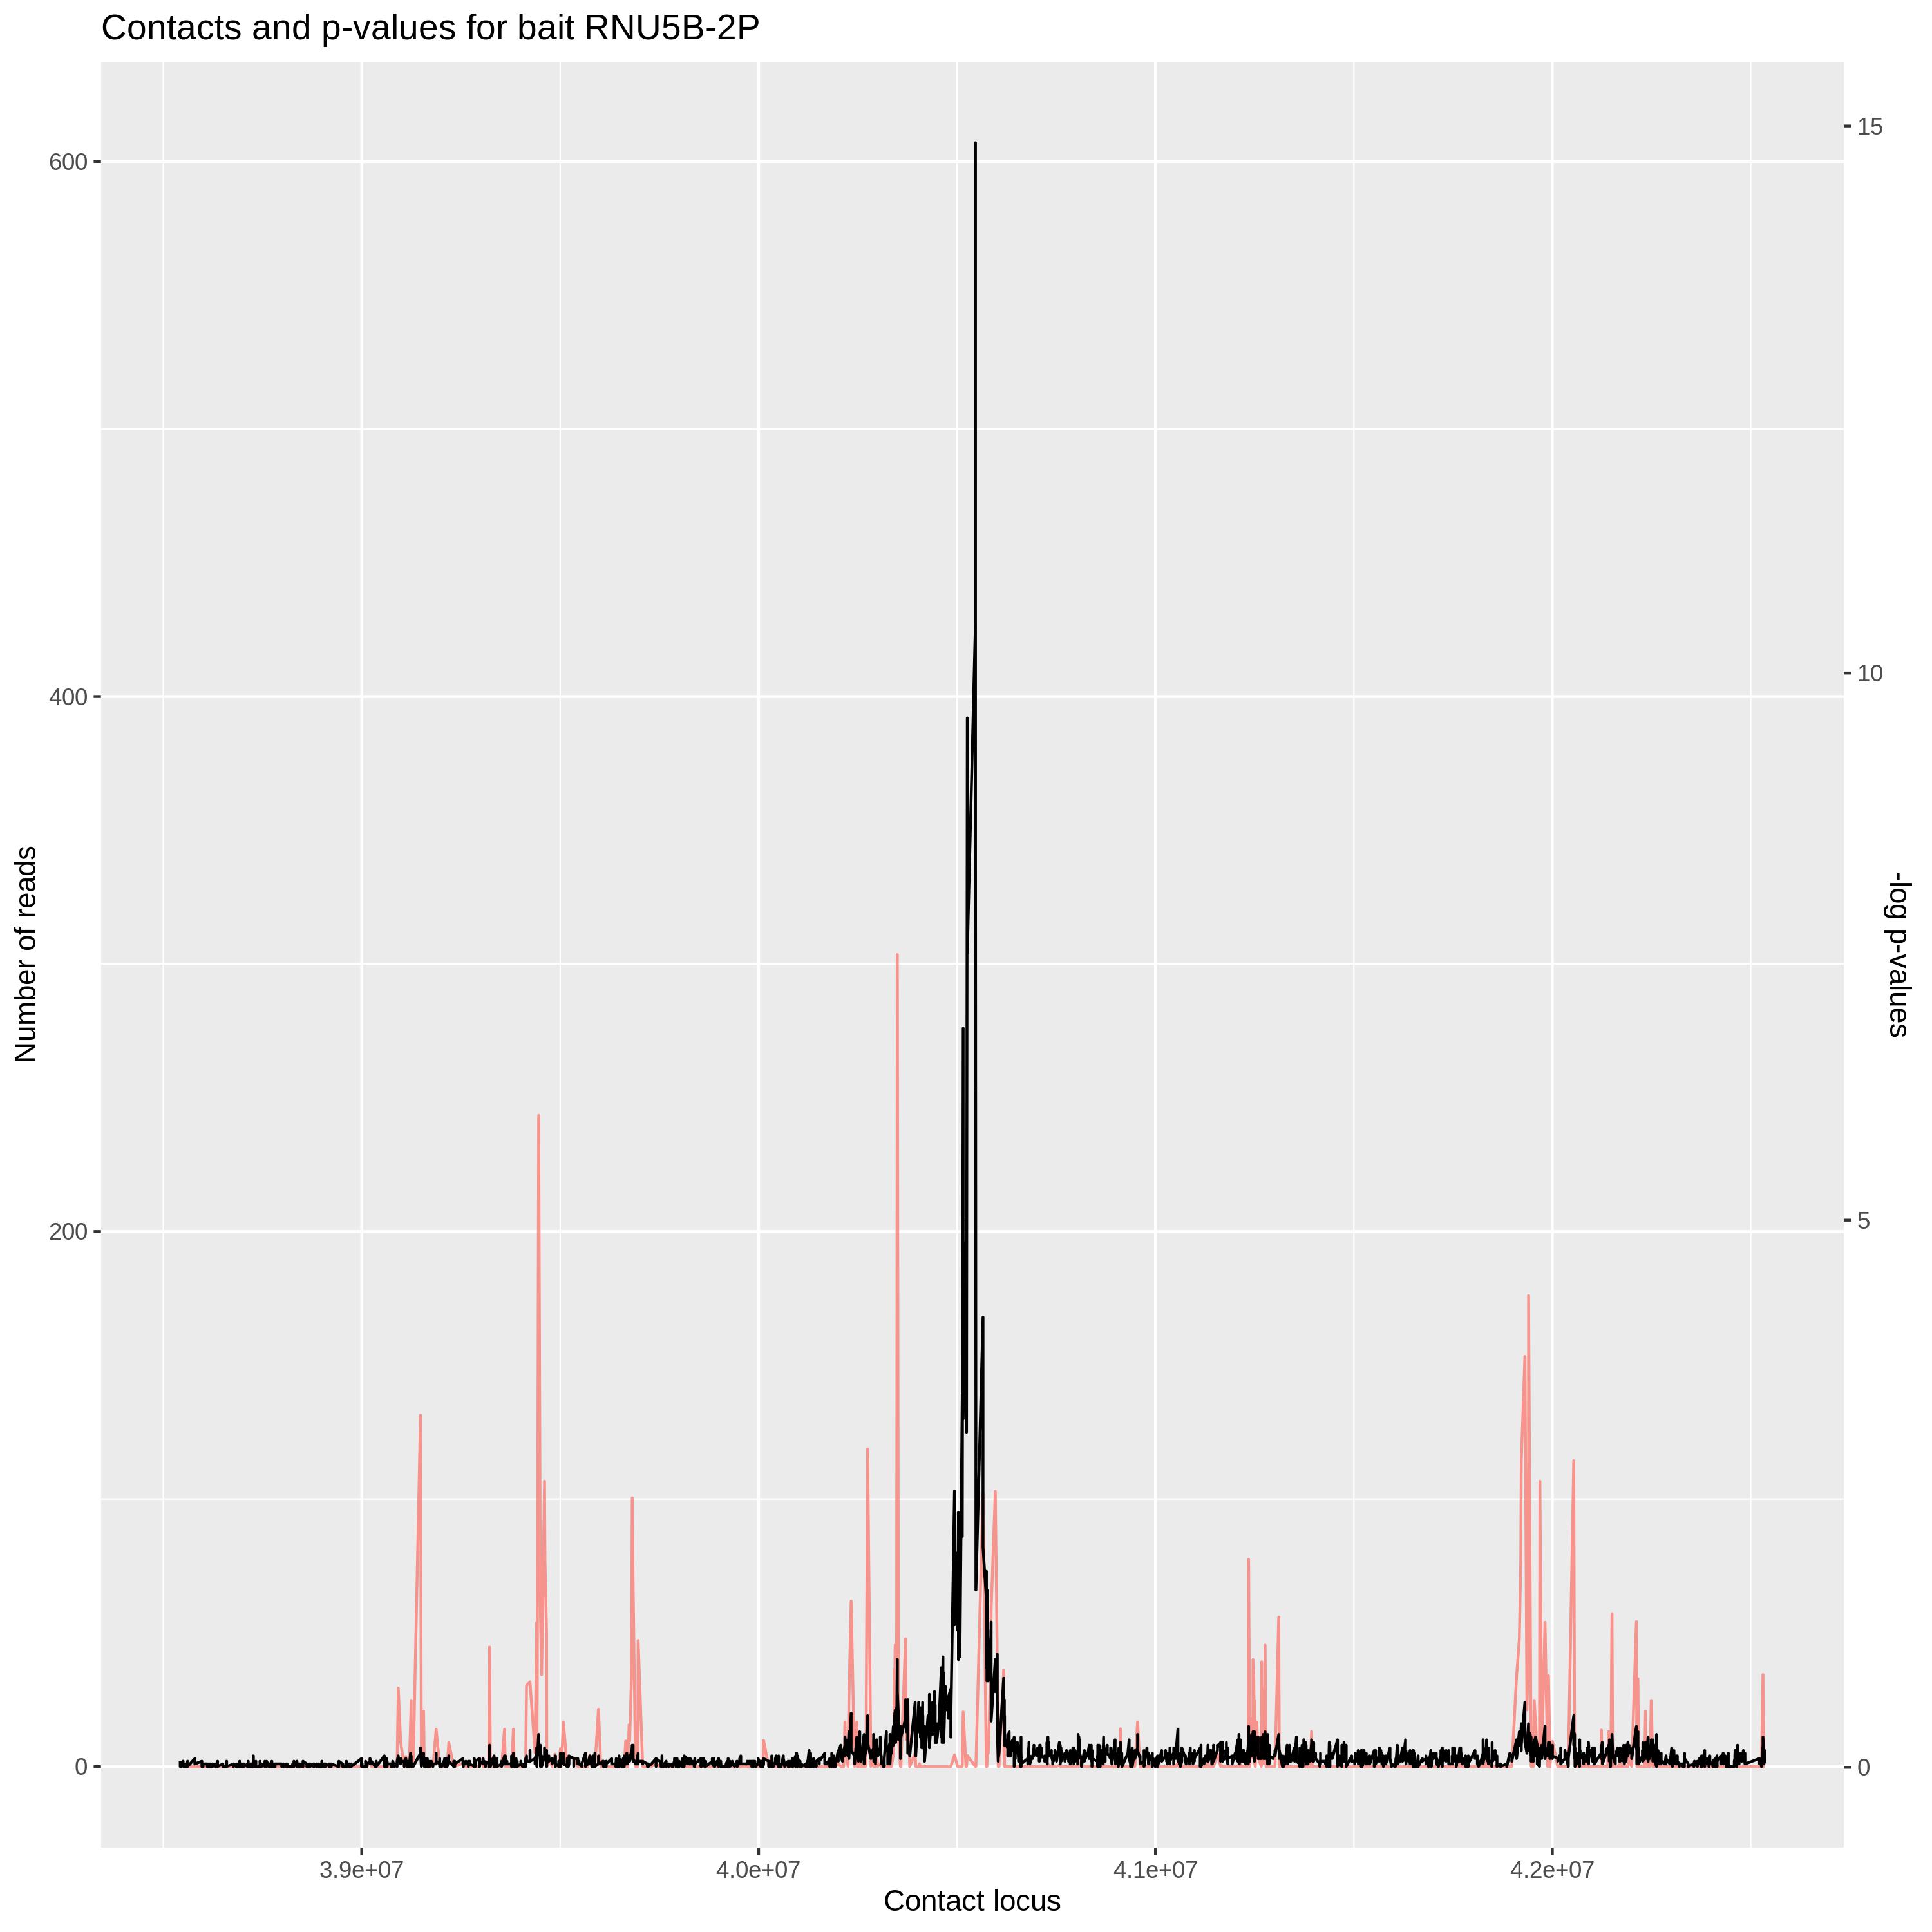 Contacts and p-values for bait RNU5B-2P
600
400
200
0
Number of reads
15
10
5
0
-log p-values
3.9e+07
4.0e+07
4.1e+07
4.2e+07
Contact locus